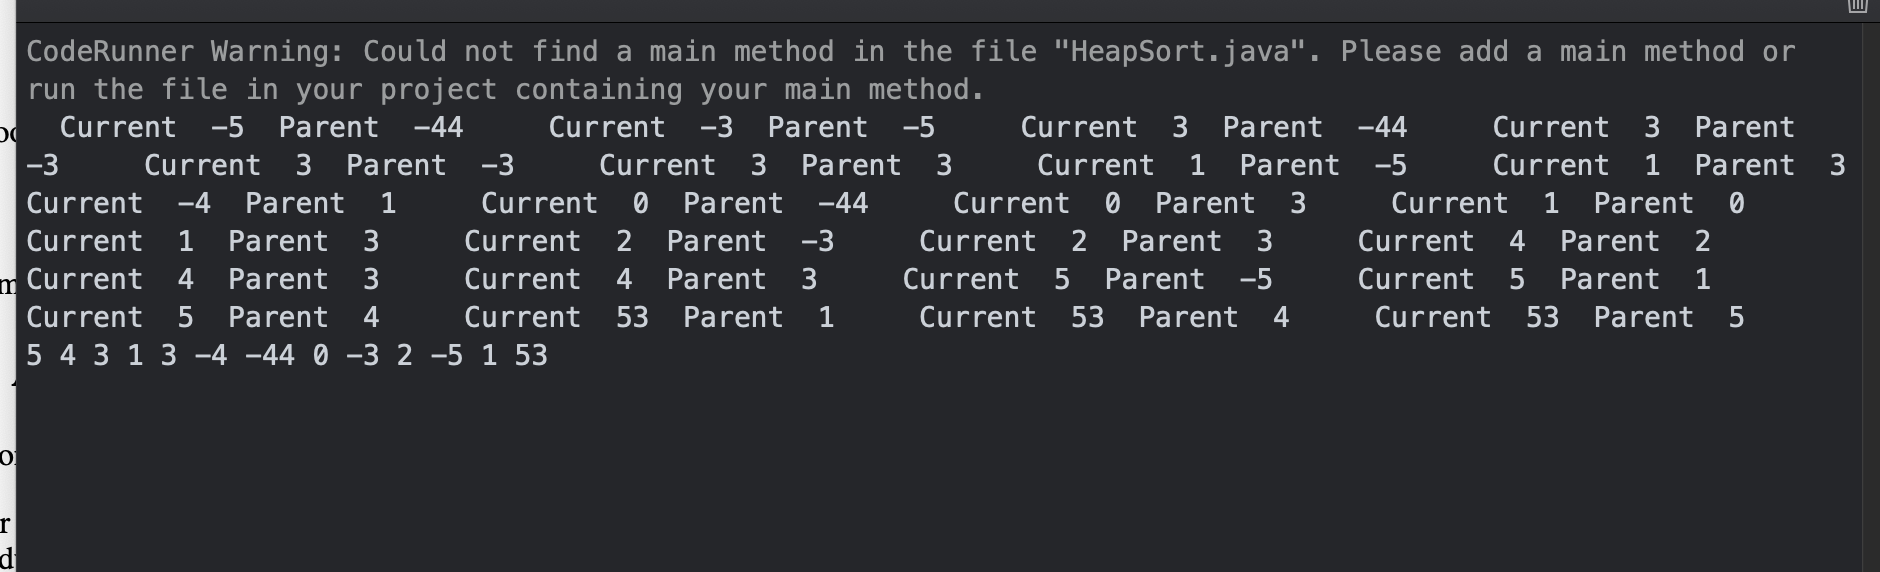 CodeRunner Warning: Could not find a main method in the file "HeapSort.java". Please add a main method or
run the file in your project containing your main method.
Current -5 Parent -44 Current -3 Parent -5 Current 3 Parent -44 Current 3 Parent
-3 Current 3 Parent -3 Current 3 Parent 3 Current 1 Parent -5 Current 1 Parent 3
Current -4 Parent 1 Current 0 Parent -44 Current 0 Parent 3 Current 1 Parent 0
Current 1 Parent 3 Current 2 Parent -3 Current 2 Parent 3 Current 4 Parent 2
Current 4 Parent 3 Current 4 Parent 3 Current 5 Parent -5 Current 5 Parent 1
Current 5 Parent 4 Current 53 Parent 1 Current 53 Parent 4 Current 53 Parent 5
5 4 3 1 3 -4 -44 0 -3 2 -5 1 53